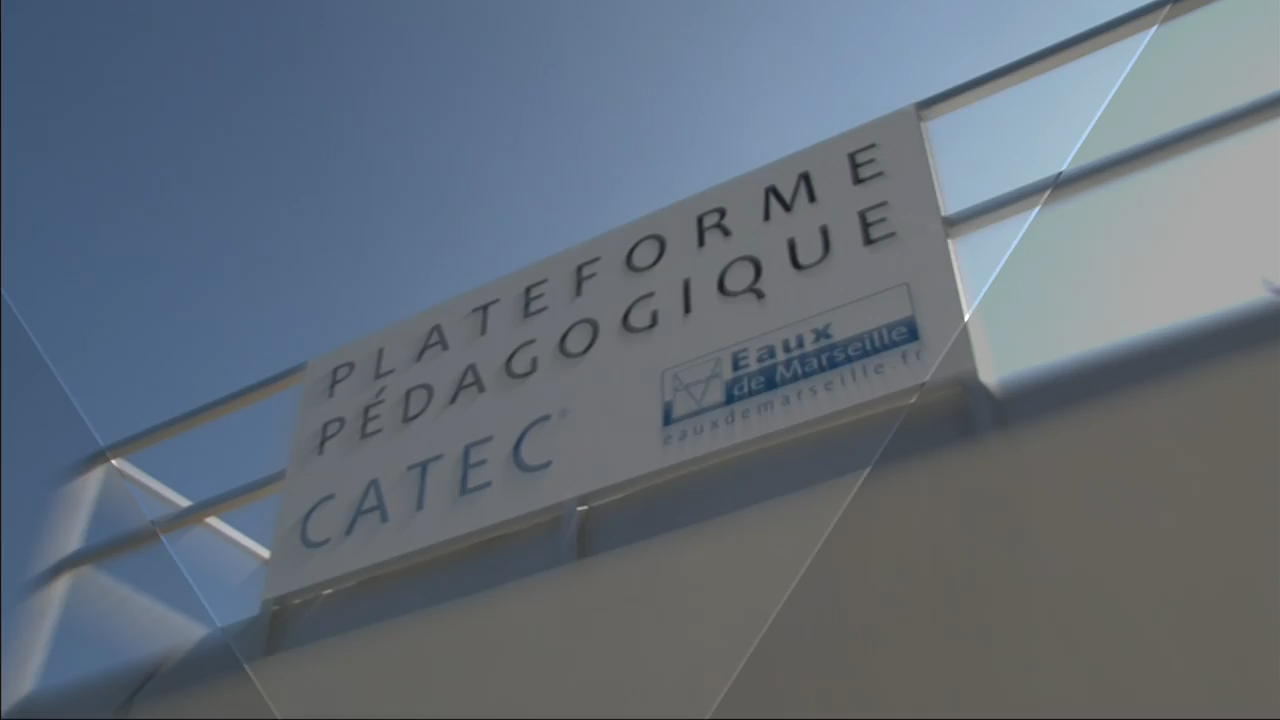 PLATEFORME
PÉDAGOGIQUE
CATEC®
Eaux
de Marseille
eauxdemarseille.fr